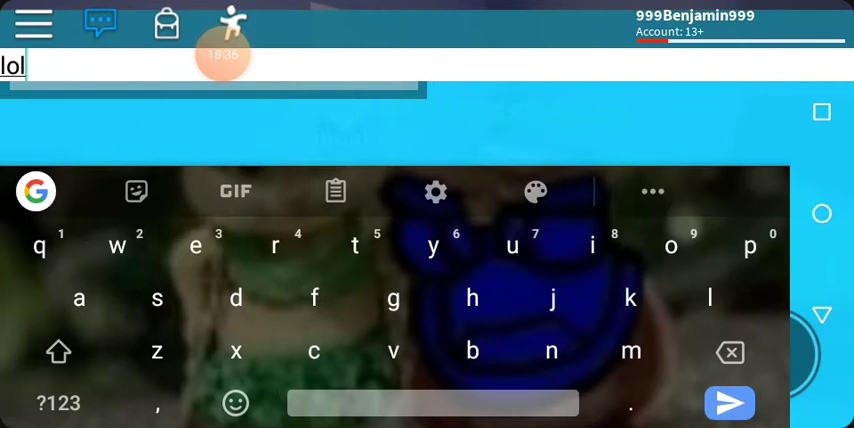 999Benjamin999
Account: 13+
18:36
lol
G GIF
1 2 3 4 5 6 7 8 9 0
q w e r t y u i o p
a s d f g h j k l
z x c v b n m
?123 , .